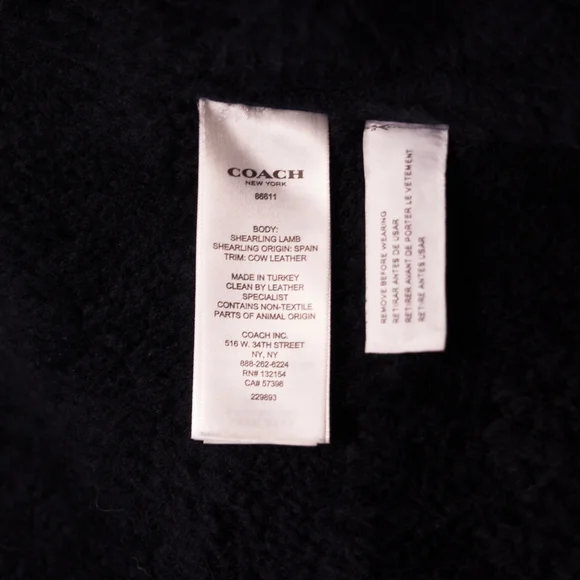 COACH
NEW YORK
86811
BODY:
SHEARLING LAMB
SHEARLING ORIGIN: SPAIN
TRIM: COW LEATHER
MADE IN TURKEY
CLEAN BY LEATHER
SPECIALIST
CONTAINS NON-TEXTILE
PARTS OF ANIMAL ORIGIN
COACH INC.
516 W. 34TH STREET
NY, NY
888-262-6224
RN# 132154
CA# 57398
229893
REMOVE BEFORE WEARING
RETIRAR ANTES DE USAR
RETIRER AVANT DE PORTER LE VETEMENT
RETIRE ANTES USAR